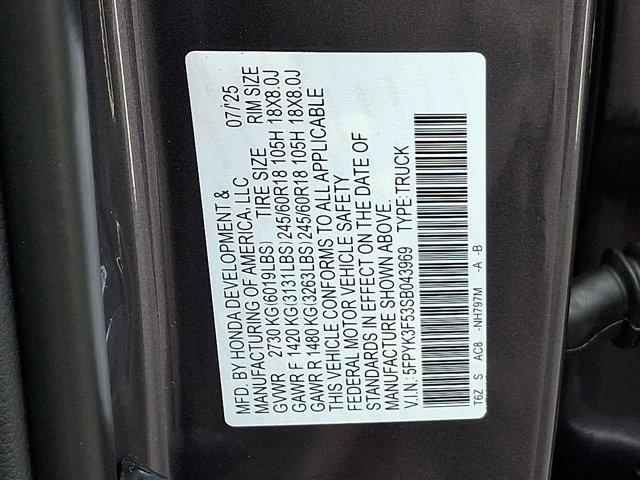 MFD. BY HONDA DEVELOPMENT & 07/'25
MANUFACTURING OF AMERICA, LLC
TIRE SIZE RIM SIZE
GVWR 2730 KG(6019LBS)
GAWR F 1420 KG(3131LBS)245/60R18 105H 18X8.0J
GAWR R 1480 KG(3263LBS)245/60R18 105H 18X8.0J
THIS VEHICLE CONFORMS TO ALL APPLICABLE
FEDERAL MOTOR VEHICLE SAFETY
STANDARDS IN EFFECT ON THE DATE OF
MANUFACTURE SHOWN ABOVE.
V.I.N: 5FPYK3F53SB043969 TYPE: TRUCK
T6Z S AC8 -NH797M -A -B